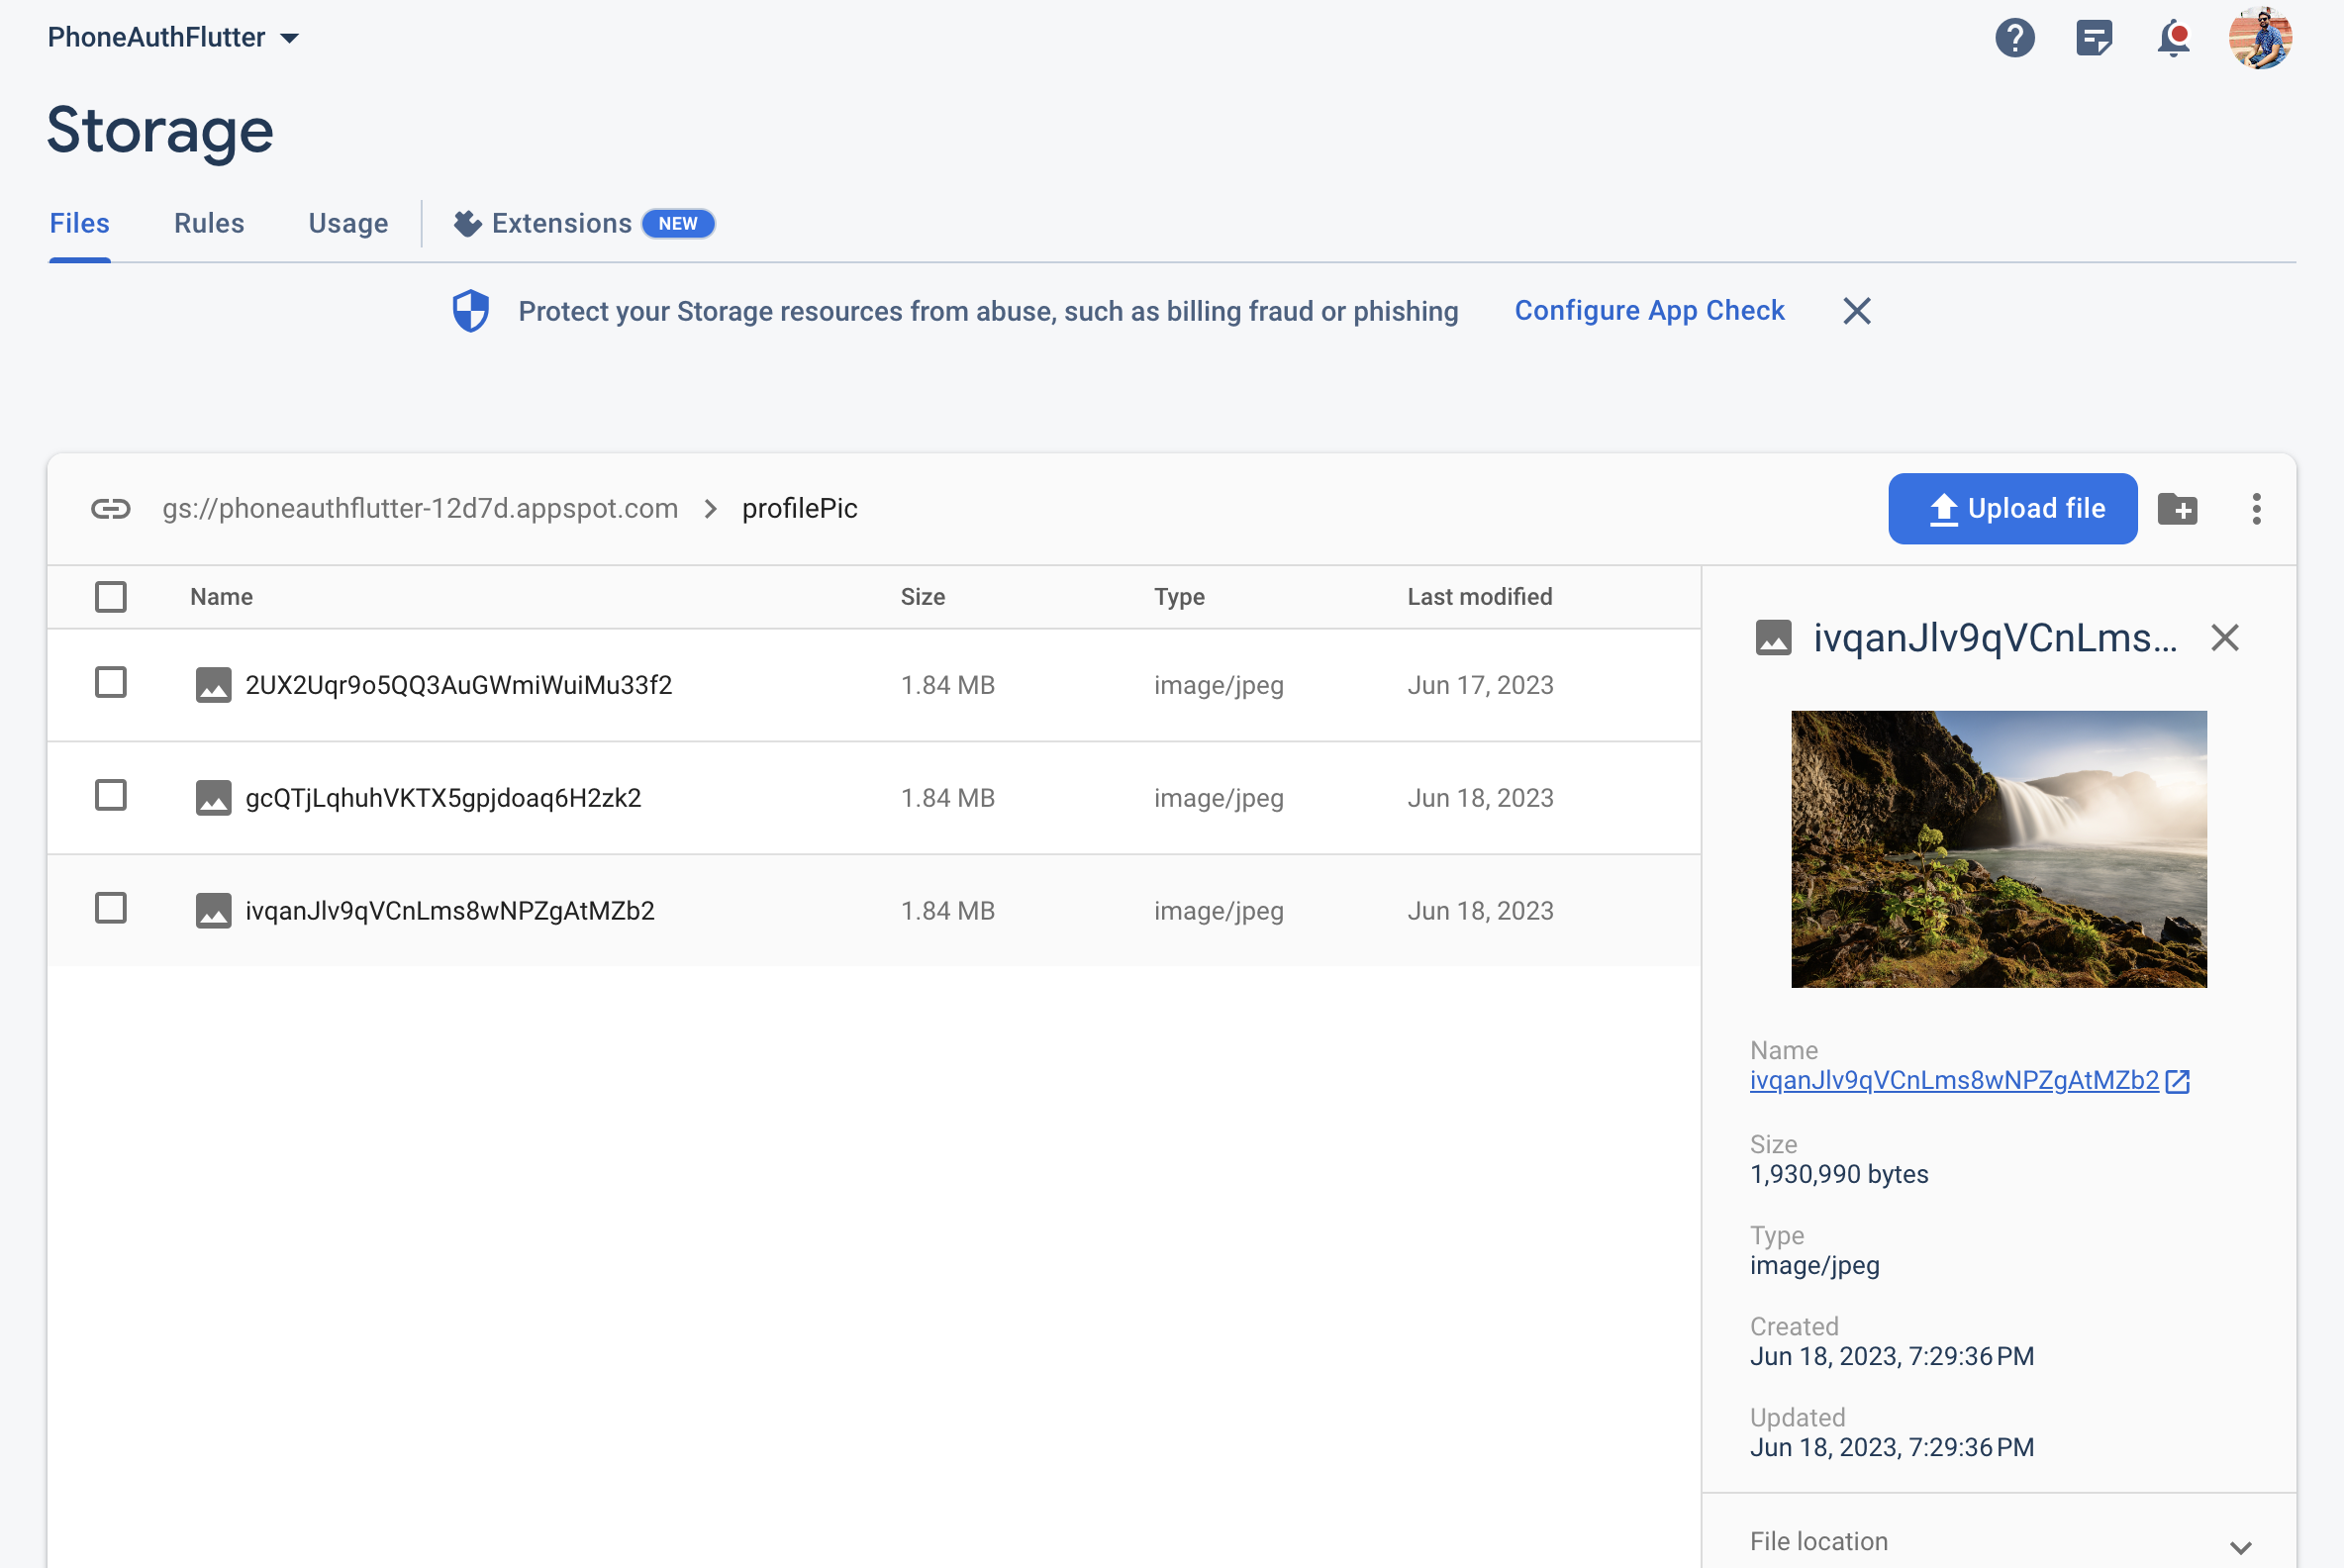 PhoneAuthFlutter
Storage
Files Rules Usage Extensions NEW
Protect your Storage resources from abuse, such as billing fraud or phishing Configure App Check
gs://phoneauthflutter-12d7d.appspot.com > profilePic Upload file
Name Size Type Last modified
2UX2Uqr9o5QQ3AuGWmiWuiMu33f2 1.84 MB image/jpeg Jun 17, 2023
gcQTjLqhuhVKTX5gpjdoaq6H2zk2 1.84 MB image/jpeg Jun 18, 2023
ivqanJlv9qVCnLms8wNPZgAtMZb2 1.84 MB image/jpeg Jun 18, 2023
ivqanJlv9qVCnLms...
Name
ivqanJlv9qVCnLms8wNPZgAtMZb2
Size
1,930,990 bytes
Type
image/jpeg
Created
Jun 18, 2023, 7:29:36 PM
Updated
Jun 18, 2023, 7:29:36 PM
File location